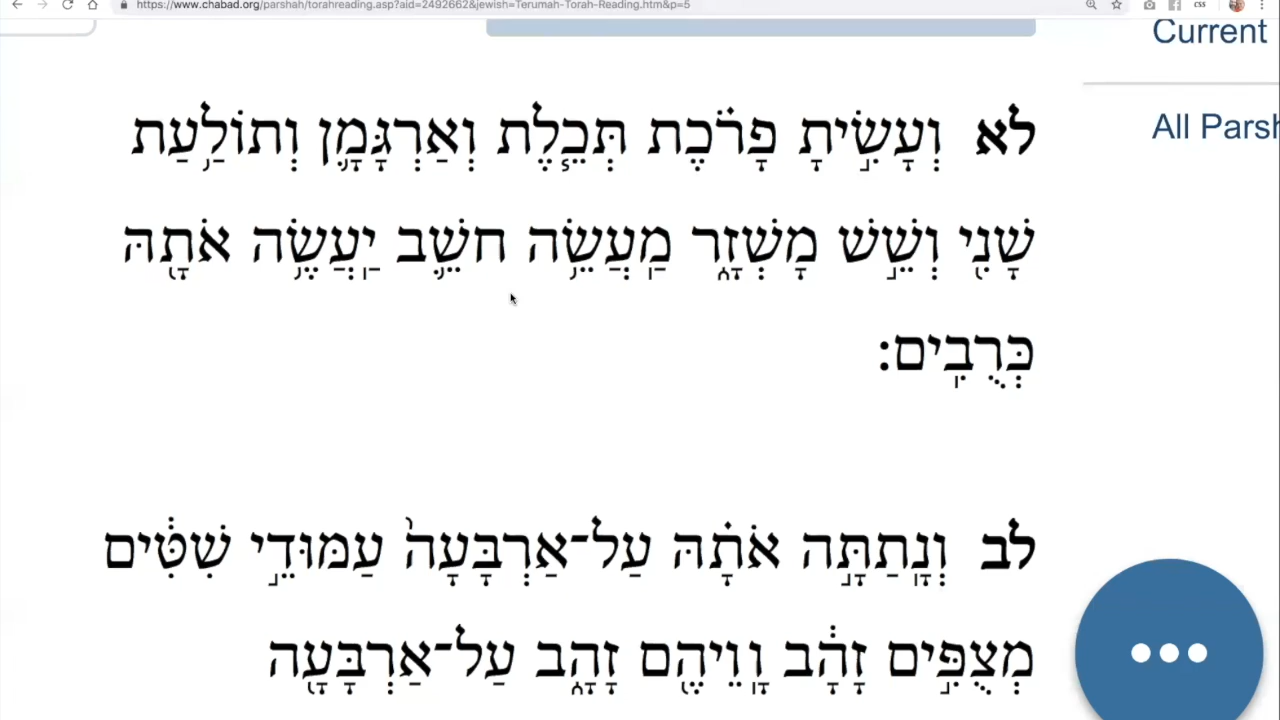 https://www.chabad.org/parshah/torahreading.asp?aid=2492662&jewish=Terumah-Torah-Reading.htm&p=5
Current
All Parsh
לא וְעָשִׂ֣יתָ פָרֹ֗כֶת תְּכֵ֧לֶת וְאַרְגָּמָ֛ן וְתוֹלַ֥עַת
שָׁנִ֖י וְשֵׁ֣שׁ מָשְׁזָ֑ר מַֽעֲשֵׂ֥ה חשֵׁ֛ב יַֽעֲשֶׂ֥ה אֹתָ֖הּ
כְּרֻבִֽים:
לב וְנָֽתַתָּ֣ה אֹתָ֗הּ עַל־אַרְבָּעָה֙ עַמּוּדֵ֣י שִׁטִּ֔ים
מְצֻפִּ֣ים זָהָ֔ב וָֽוֵיהֶ֖ם זָהָ֑ב עַל־אַרְבָּעָ֖ה